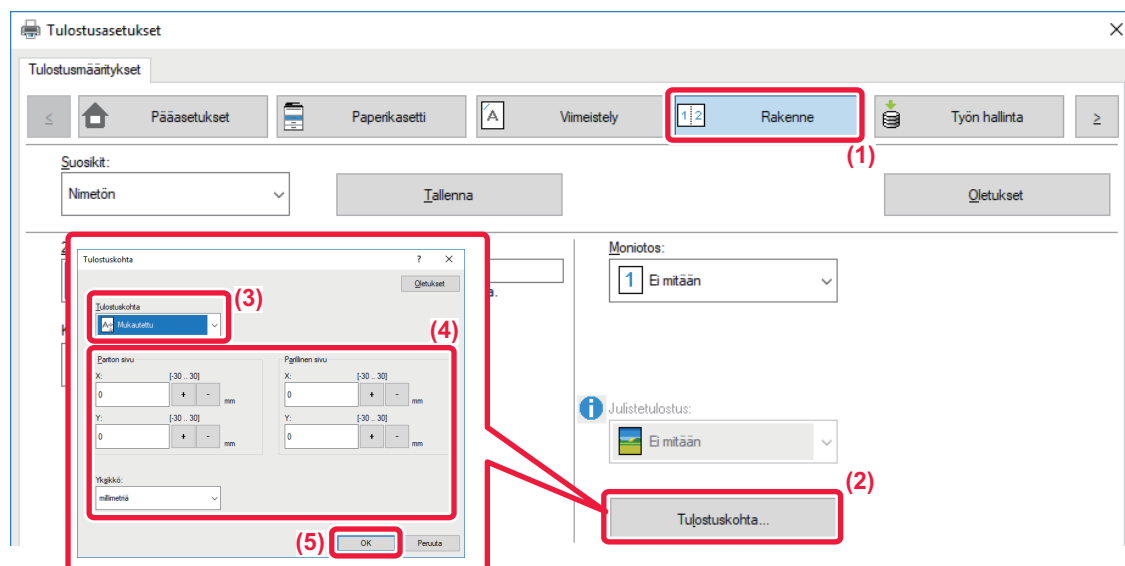 Tulostusasetukset
Tulostusmääritykset
≤ Pääasetukset Paperikasetti Viimeistely Rakenne Työn hallinta ≥
(1)
Suosikit:
Nimetön Tallenna Oletukset
2
Tulostuskohta ? ×
Oletukset
a.
K
Tulostuskohta
Mukautettu
(3)
(4)
Pariton sivu Parillinen sivu
X: [-30 .. 30] X: [-30 .. 30]
0 + - mm 0 + - mm
Y: [-30 .. 30] Y: [-30 .. 30]
0 + - mm 0 + - mm
Yksikkö:
millimetriä
(5) OK Peruuta
Moniotos:
1 Ei mitään
Julistetulostus:
Ei mitään
(2)
Tulostuskohta...